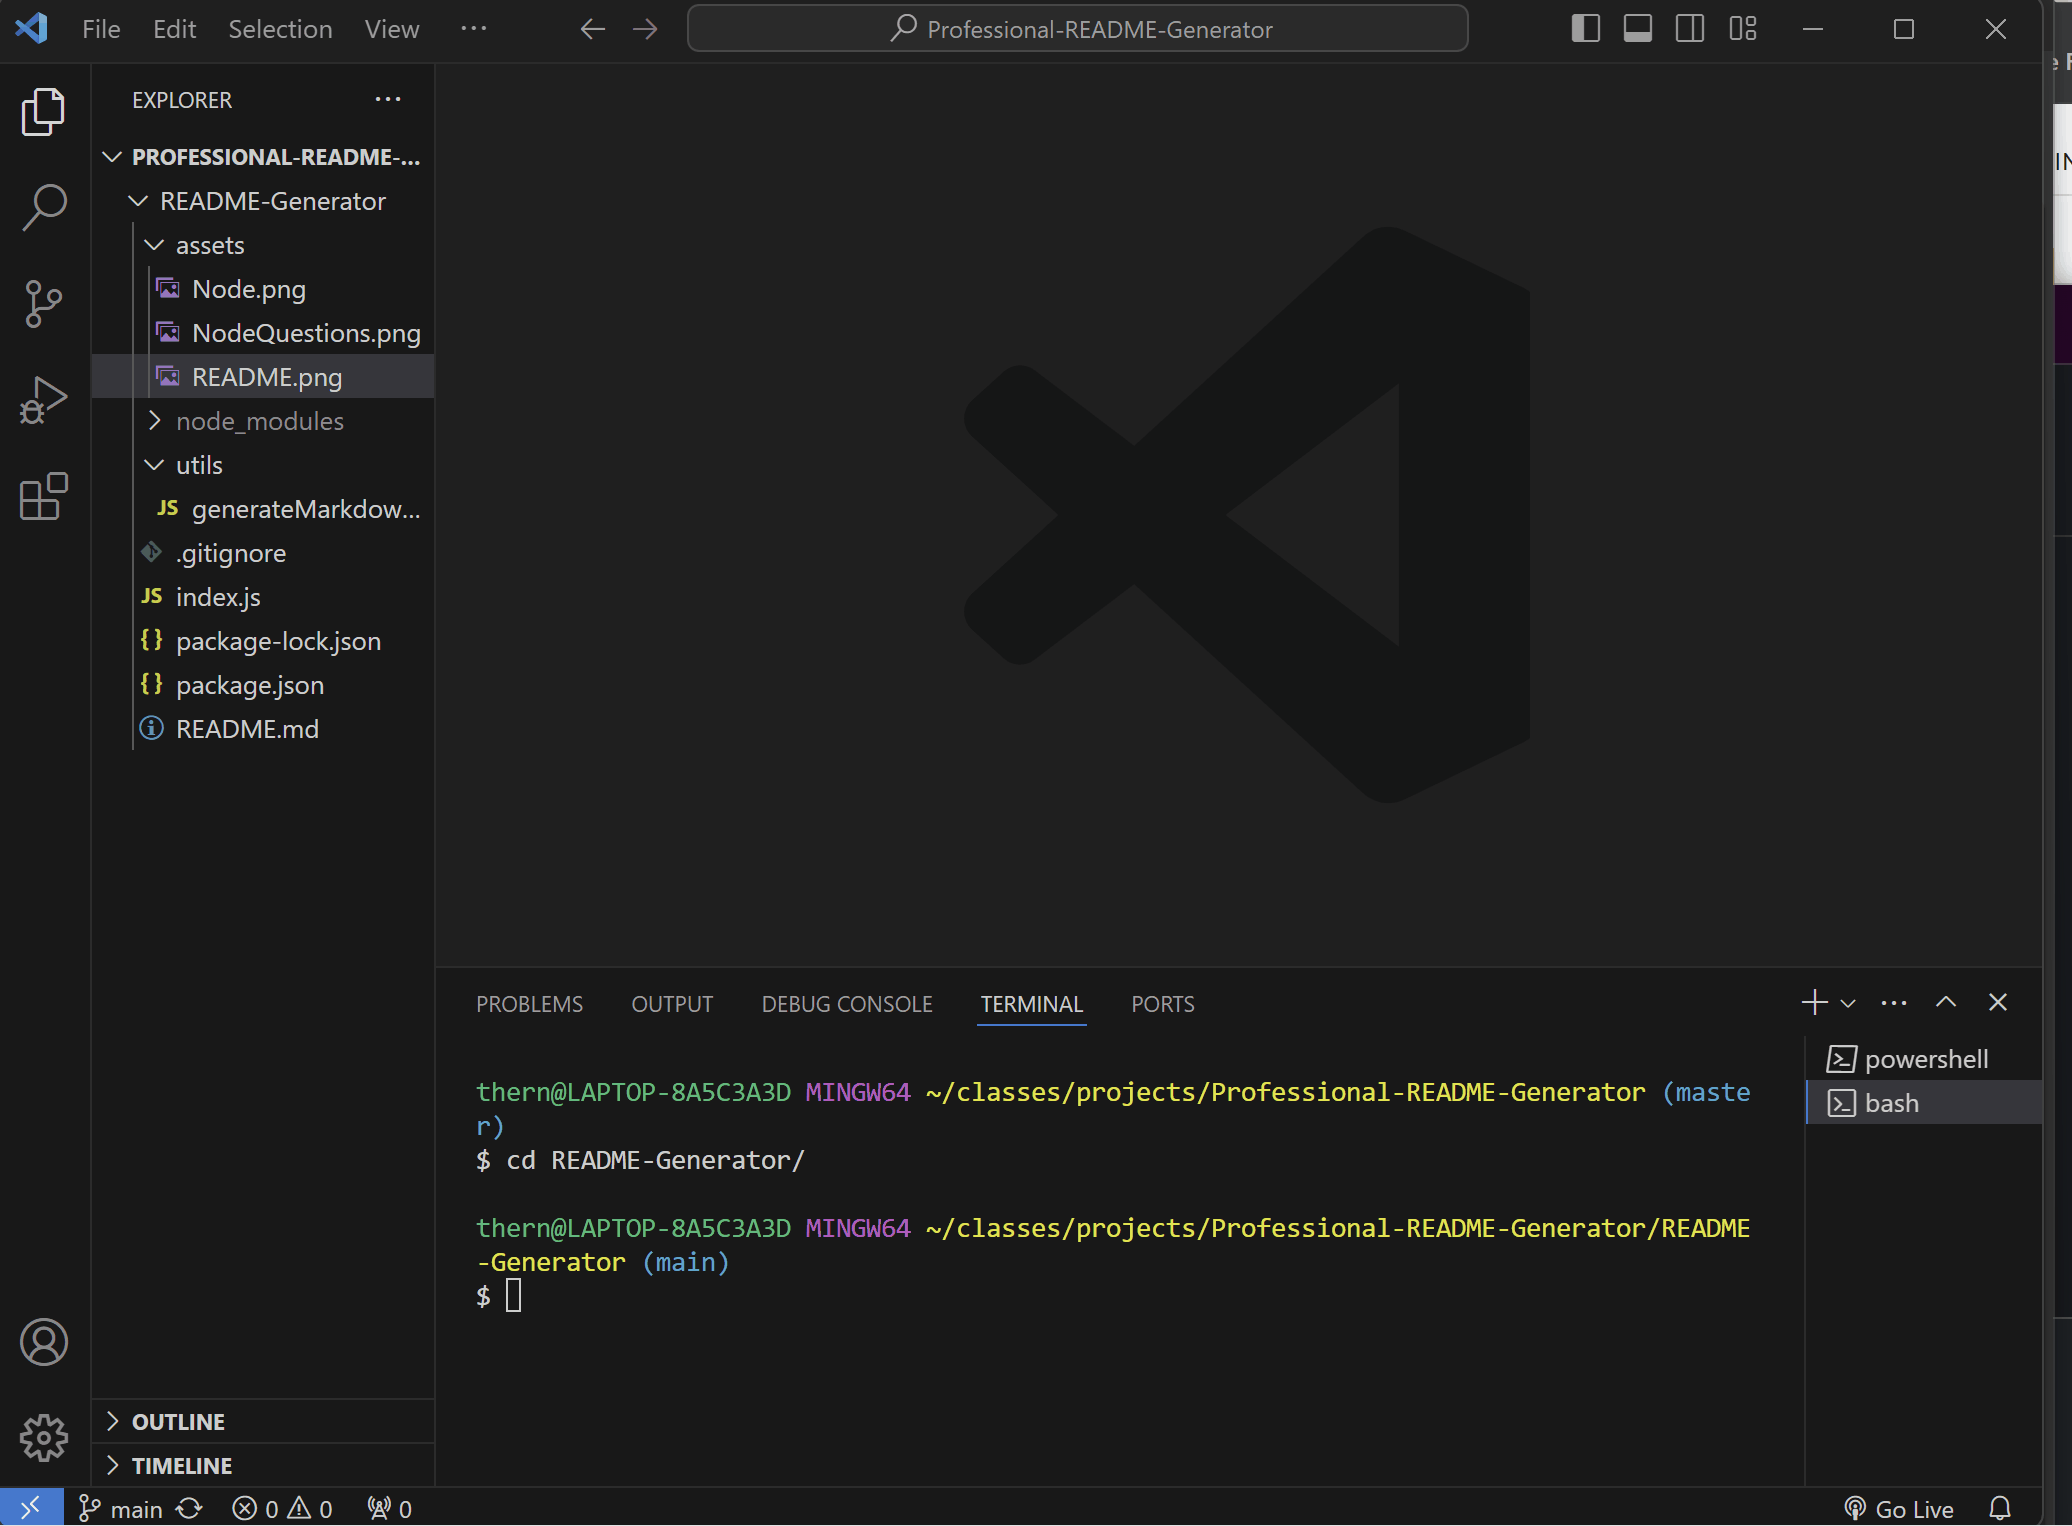 File Edit Selection View ··· Professional-README-Generator
EXPLORER
PROFESSIONAL-README-...
README-Generator
assets
Node.png
NodeQuestions.png
README.png
node_modules
utils
JS generateMarkdow...
.gitignore
JS index.js
{} package-lock.json
{} package.json
README.md
OUTLINE
TIMELINE
PROBLEMS OUTPUT DEBUG CONSOLE TERMINAL PORTS
thern@LAPTOP-8A5C3A3D MINGW64 ~/classes/projects/Professional-README-Generator (maste
r)
$ cd README-Generator/
thern@LAPTOP-8A5C3A3D MINGW64 ~/classes/projects/Professional-README-Generator/README
-Generator (main)
$
powershell
bash
main 0 0 0 Go Live